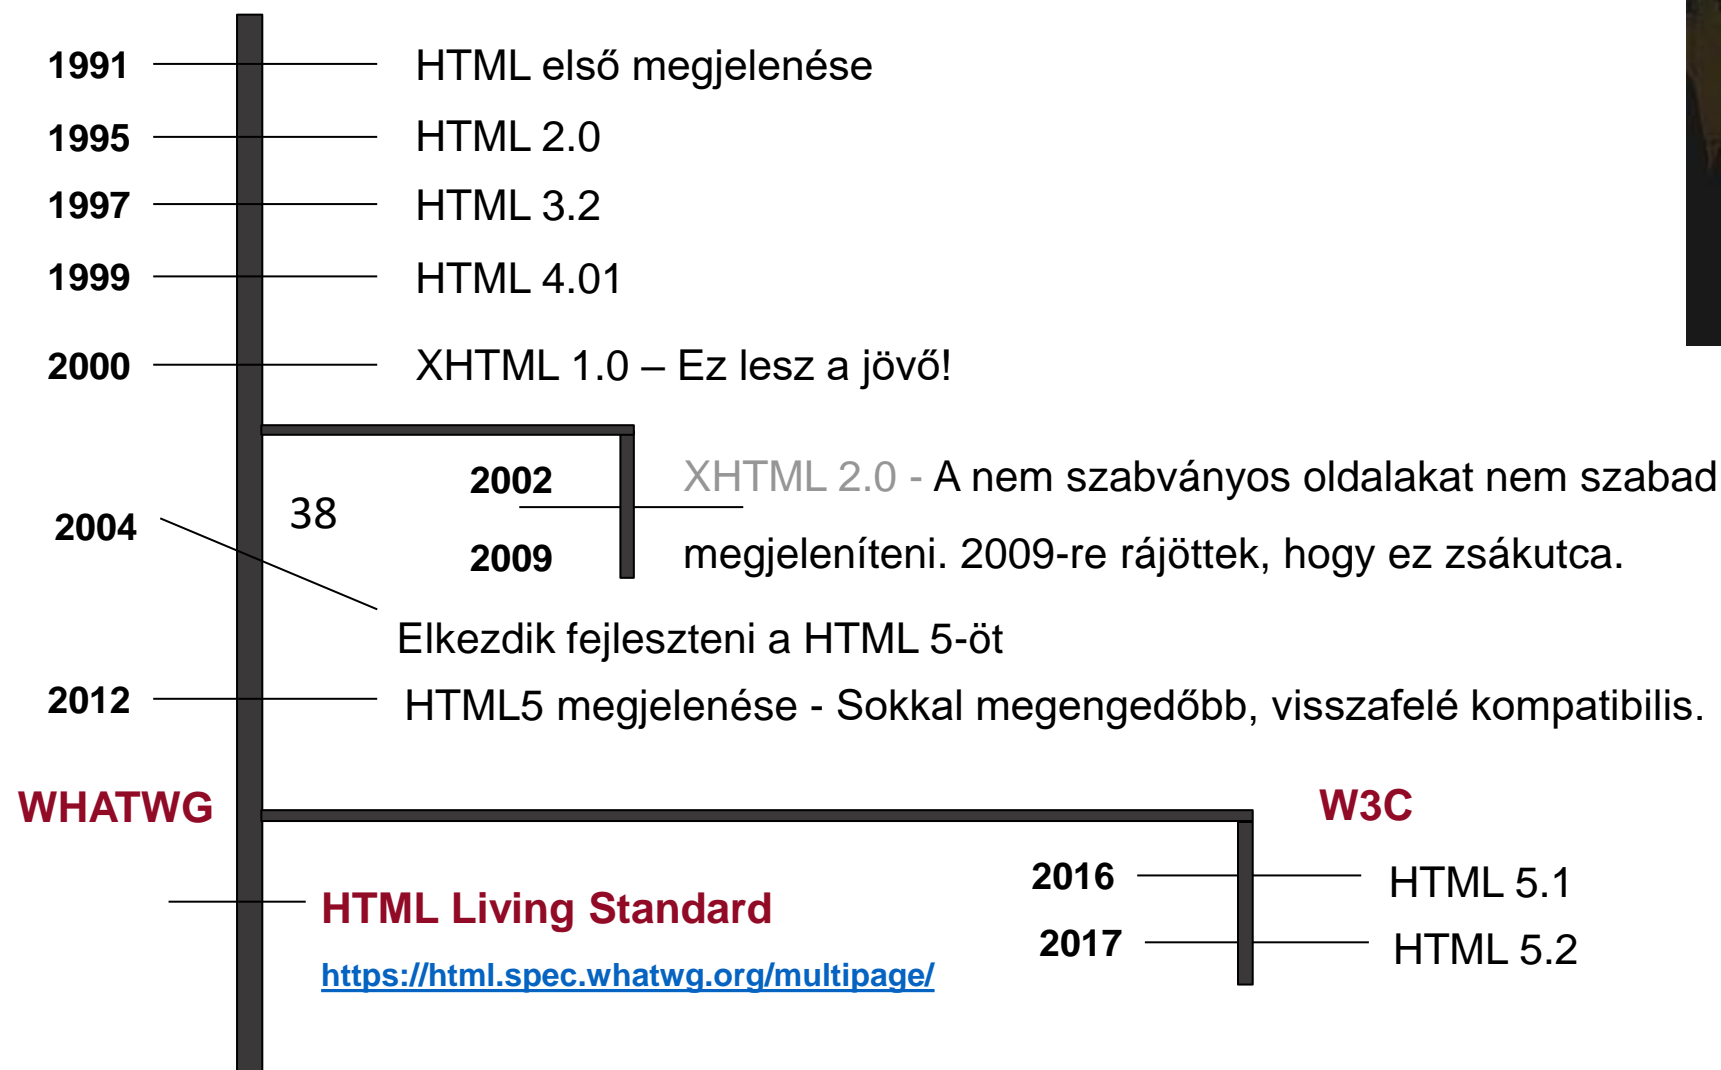 1991 HTML első megjelenése
1995 HTML 2.0
1997 HTML 3.2
1999 HTML 4.01
2000 XHTML 1.0 – Ez lesz a jövő!
2002 XHTML 2.0 - A nem szabványos oldalakat nem szabad
38
2004
2009 megjeleníteni. 2009-re rájöttek, hogy ez zsákutca.
Elkezdik fejleszteni a HTML 5-öt
2012 HTML5 megjelenése - Sokkal megengedőbb, visszafelé kompatibilis.
WHATWG W3C
2016 HTML 5.1
HTML Living Standard
2017 HTML 5.2
https://html.spec.whatwg.org/multipage/